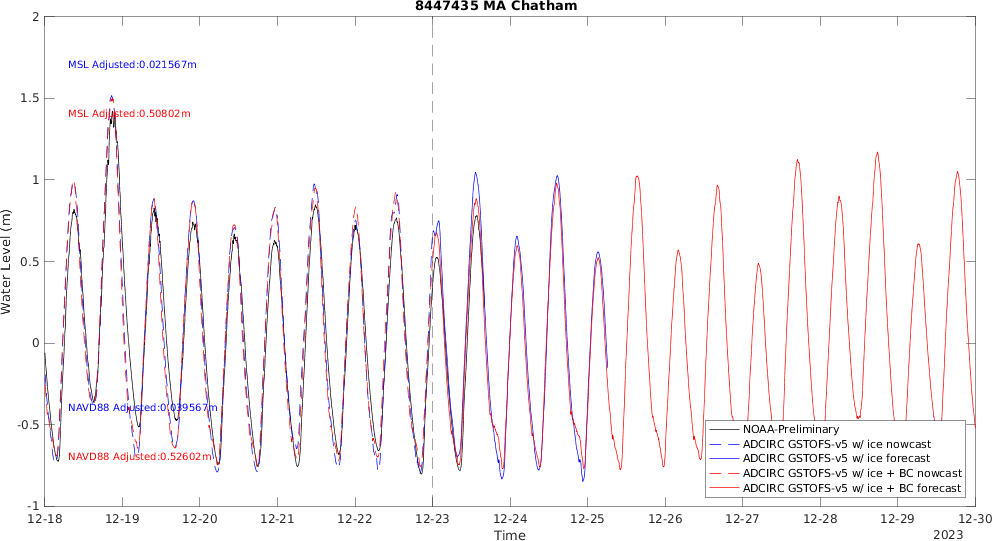 8447435 MA Chatham
2
1.5
1
0.5
0
-0.5
-1
Water Level (m)
MSL Adjusted:0.021567m
MSL Adjusted:0.50802m
NAVD88 Adjusted:0.039567m
NAVD88 Adjusted:0.52602m
NOAA-Preliminary
ADCIRC GSTOFS-v5 w/ ice nowcast
ADCIRC GSTOFS-v5 w/ ice forecast
ADCIRC GSTOFS-v5 w/ ice + BC nowcast
ADCIRC GSTOFS-v5 w/ ice + BC forecast
12-18 12-19 12-20 12-21 12-22 12-23 12-24 12-25 12-26 12-27 12-28 12-29 12-30
Time
2023